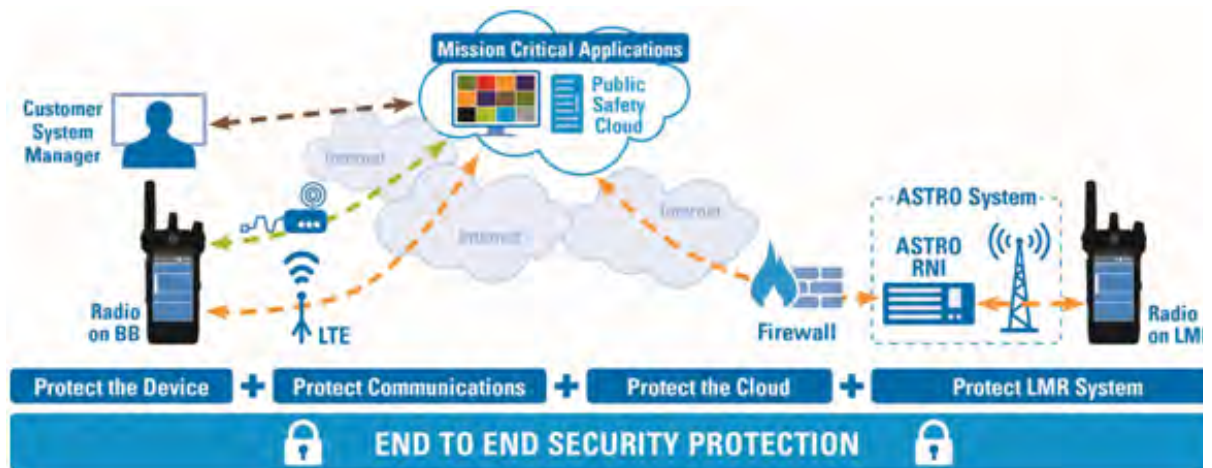 Mission Critical Applications
Public
Safety
Cloud
Customer
System
Manager
Internet
Internet
Internet
ASTRO System
ASTRO
RNI
Radio
on BB
LTE
Firewall
Radio
on LM
Protect the Device + Protect Communications + Protect the Cloud + Protect LMR System
END TO END SECURITY PROTECTION